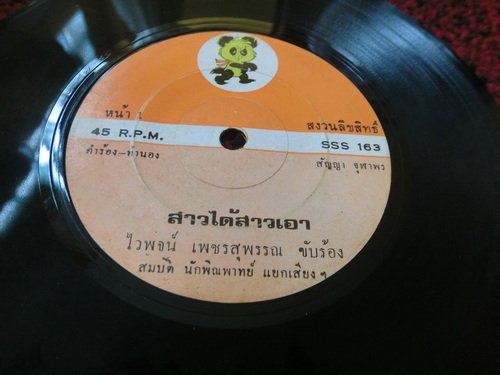 หน้า 1
สงวนลิขสิทธิ์
45 R.P.M.
SSS 163
คำร้อง-ทำนอง
สัญญา จุฬาพร
สาวได้สาวเอา
ไวพจน์ เพชรสุพรรณ ขับร้อง
สมบัติ นักพิณพาทย์ แยกเสียงฯ